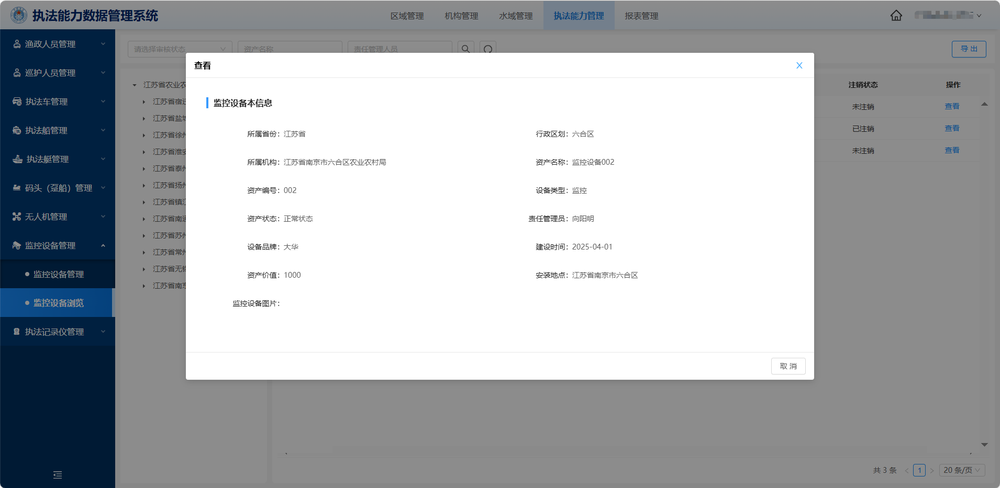 执法能力数据管理系统
区域管理
机构管理
水域管理
执法能力管理
报表管理
渔政人员管理
巡护人员管理
执法车管理
执法船管理
执法艇管理
码头（趸船）管理
无人机管理
监控设备管理
监控设备管理
监控设备浏览
执法记录仪管理
请选择审核状态
资产名称
责任管理人员
导 出
江苏省农业农
江苏省宿迁
江苏省盐城
江苏省徐州
江苏省淮安
江苏省泰州
江苏省扬州
江苏省镇江
江苏省南通
江苏省苏州
江苏省常州
江苏省无锡
江苏省南京
注销状态
操作
未注销
查看
已注销
查看
未注销
查看
查看
X
监控设备本信息
所属省份：江苏省
行政区划：六合区
所属机构：江苏省南京市六合区农业农村局
资产名称：监控设备002
资产编号：002
设备类型：监控
资产状态：正常状态
责任管理员：向阳明
设备品牌：大华
建设时间：2025-04-01
资产价值：1000
安装地点：江苏省南京市六合区
监控设备图片：
取 消
共 3 条
1
20 条/页